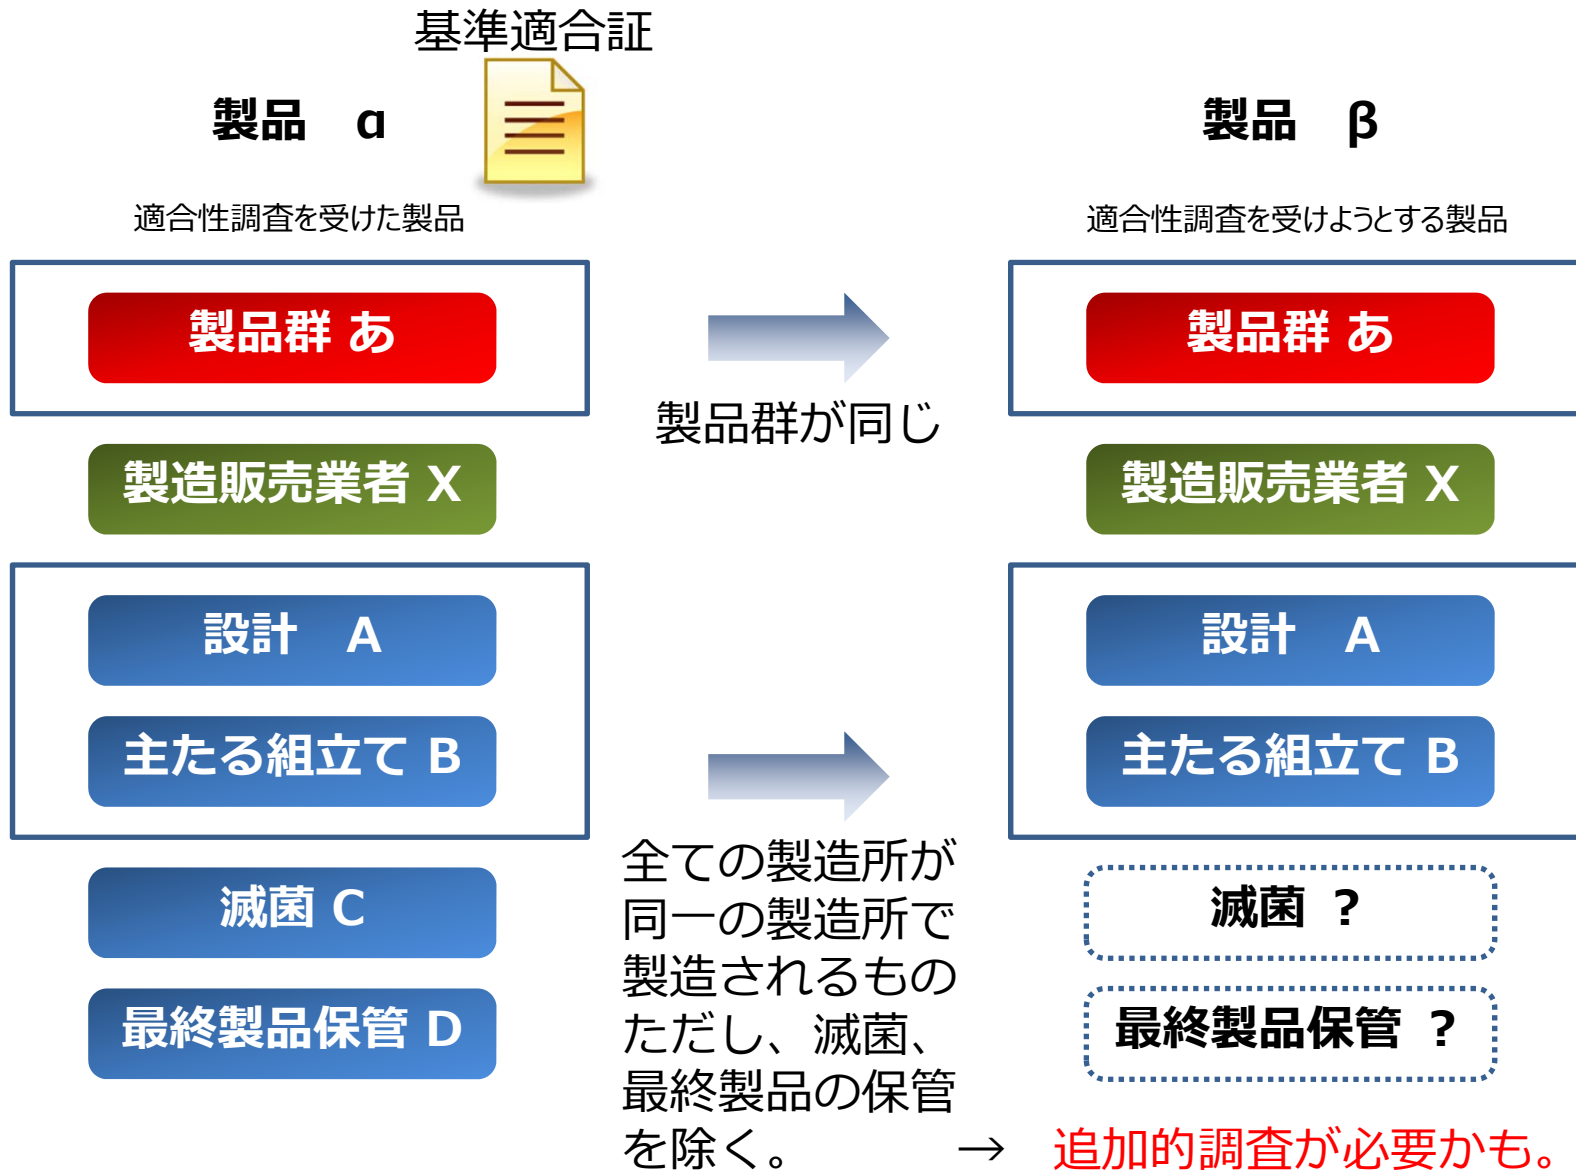 基準適合証
製品　α
適合性調査を受けた製品
製品群 あ
製造販売業者 X
設計　A
主たる組立て B
滅菌 C
最終製品保管 D
製品群が同じ
全ての製造所が
同一の製造所で
製造されるもの
ただし、滅菌、
最終製品の保管
を除く。
→　追加的調査が必要かも。
製品　β
適合性調査を受けようとする製品
製品群 あ
製造販売業者 X
設計　A
主たる組立て B
滅菌 ?
最終製品保管 ?